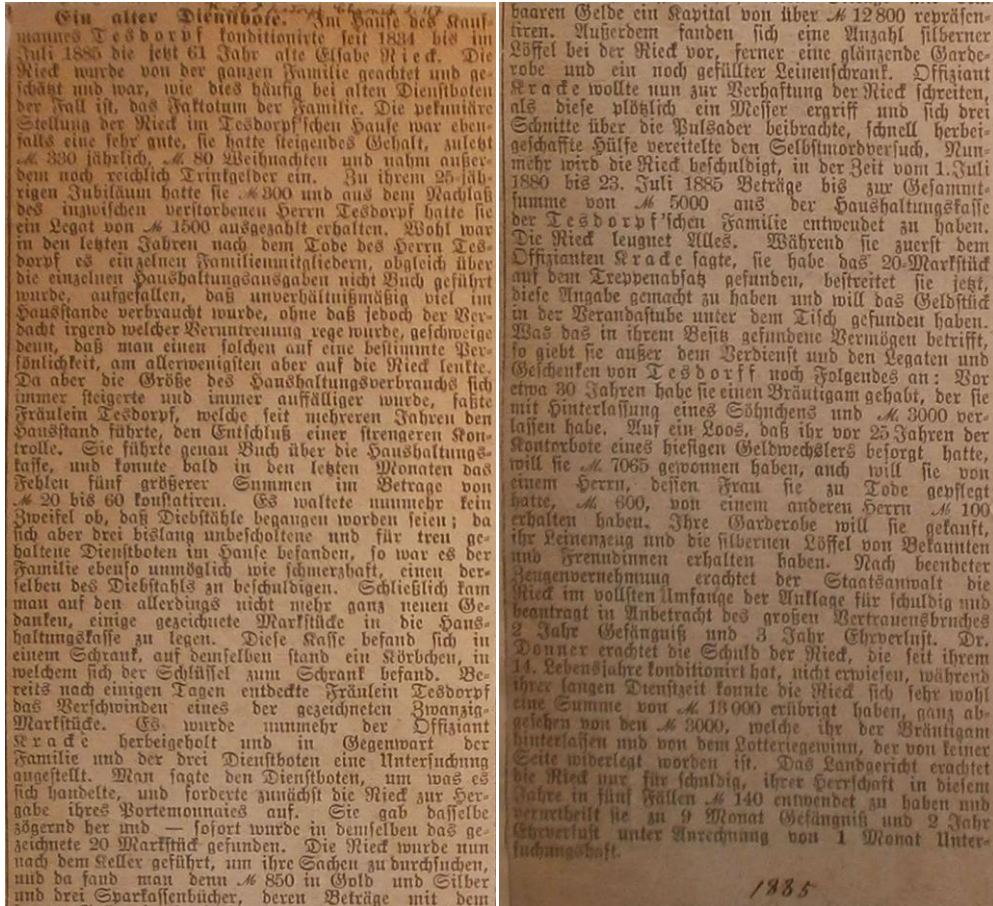 Ein alter Dienstbote. Im Hause des Kauf-
mannes Tesdorpf konditionirte seit 1834 bis im
Juli 1885 die jetzt 61 Jahr alte Elsabe Rieck. Die
Rieck wurde von der ganzen Familie geachtet und ge-
schätzt und war, wie dies häufig bei alten Dienstboten
der Fall ist, das Faktotum der Familie. Die pekuniäre
Stellung der Rieck im Tesdorpf'schen Hause war eben-
falls eine sehr gute, sie hatte steigendes Gehalt, zuletzt
M. 330 jährlich, M. 80 Weihnachten und nahm außer-
dem noch reichlich Trinkgelder ein. Zu ihrem 25-jäh-
rigen Jubiläum hatte sie M 300 und aus dem Nachlaß
des inzwischen verstorbenen Herrn Tesdorpf hatte sie
ein Legat von M 1500 ausgezahlt erhalten. Wohl war
in den letzten Jahren nach dem Tode des Herrn Tes-
dorpf es einzelnen Familienmitgliedern, obgleich über
die einzelnen Haushaltungsausgaben nicht Buch geführt
wurde, aufgefallen, daß unverhältnißmäßig viel im
Hausstande verbraucht wurde, ohne daß jedoch der Ver-
dacht irgend welcher Veruntreuung rege wurde, geschweige
denn, daß man einen solchen auf eine bestimmte Per-
sönlichkeit, am allerwenigsten aber auf die Rieck lenkte.
Da aber die Größe des Haushaltungsverbrauchs sich
immer steigerte und immer auffälliger wurde, faßte
Fräulein Tesdorpf, welche seit mehreren Jahren den
Hausstand führte, den Entschluß einer strengeren Kon-
trolle. Sie führte genau Buch über die Haushaltungs-
kasse, und konnte bald in den letzten Monaten das
Fehlen fünf größerer Summen im Betrage von
M 20 bis 60 konstatiren. Es waltete nunmehr kein
Zweifel ob, daß Diebstähle begangen worden seien; da
sich aber drei bislang unbescholtene und für treu ge-
haltene Dienstboten im Hause befanden, so war es der
Familie ebenso unmöglich wie schmerzhaft, einen der-
selben des Diebstahls zu beschuldigen. Schließlich kam
man auf den allerdings nicht mehr ganz neuen Ge-
danken, einige gezeichnete Markstücke in die Haus-
haltungskasse zu legen. Diese Kasse befand sich in
einem Schrank, auf demselben stand ein Körbchen, in
welchem sich der Schlüssel zum Schrank befand. Be-
reits nach einigen Tagen entdeckte Fräulein Tesdorpf
das Verschwinden eines der gezeichneten Zwanzig-
Markstücke. Es wurde nunmehr der Offiziant
Kracke herbeigeholt und in Gegenwart der
Familie und der drei Dienstboten eine Untersuchung
angestellt. Man sagte den Dienstboten, um was es
sich handelte, und forderte zunächst die Rieck zur Her-
gabe ihres Portemonnaies auf. Sie gab dasselbe
zögernd her und — sofort wurde in demselben das ge-
zeichnete 20 Markstück gefunden. Die Rieck wurde nun
nach dem Keller geführt, um ihre Sachen zu durchsuchen,
und da fand man denn M 850 in Gold und Silber
und drei Sparkassenbücher, deren Beträge mit dem
baaren Gelde ein Kapital von über M 12800 repräsen-
tiren. Außerdem fanden sich eine Anzahl silberner
Löffel bei der Rieck vor, ferner eine glänzende Garde-
robe und ein noch gefüllter Leinenschrank. Offiziant
Kracke wollte nun zur Verhaftung der Rieck schreiten,
als diese plötzlich ein Messer ergriff und sich drei
Schnitte über die Pulsader beibrachte, schnell herbei-
geschaffte Hülfe vereitelte den Selbstmordversuch. Nun-
mehr wird die Rieck beschuldigt, in der Zeit vom 1. Juli
1880 bis 23. Juli 1885 Beträge bis zur Gesammt-
summe von M 5000 aus der Haushaltungskasse
der Tesdorpf'schen Familie entwendet zu haben.
Die Rieck leugnet Alles. Während sie zuerst dem
Offizianten Kracke sagte, sie habe das 20-Markstück
auf dem Treppenabsatz gefunden, bestreitet sie jetzt,
diese Angabe gemacht zu haben und will das Geldstück
in der Verandastube unter dem Tisch gefunden haben.
Was das in ihrem Besitz gefundene Vermögen betrifft,
so giebt sie außer dem Verdienst und den Legaten und
Geschenken von Tesdorff noch Folgendes an: Vor
etwa 30 Jahren habe sie einen Bräutigam gehabt, der sie
mit Hinterlassung eines Söhnchens und M. 3000 ver-
lassen habe. Auf ein Loos, daß ihr vor 25 Jahren der
Kontorbote eines hiesigen Geldwechslers besorgt hatte,
will sie M. 7065 gewonnen haben, auch will sie von
einem Herrn, dessen Frau sie zu Tode gepflegt
hatte, M. 600, von einem anderen Herrn M 100
erhalten haben. Ihre Garderobe will sie gekauft,
ihr Leinenzeug und die silbernen Löffel von Bekannten
und Freundinnen erhalten haben. Nach beendeter
Zeugenvernehmung erachtet der Staatsanwalt die
Rieck im vollsten Umfange der Anklage für schuldig und
beantragt in Anbetracht des großen Vertrauensbruches
2 Jahr Gefängniß und 3 Jahr Ehrverlust. Dr.
Donner erachtet die Schuld der Rieck, die seit ihrem
14. Lebensjahre konditionirt hat, nicht erwiesen, während
ihrer langen Dienstzeit konnte die Rieck sich sehr wohl
eine Summe von M 13000 erübrigt haben, ganz ab-
gesehen von den M 3000, welche ihr der Bräutigam
hinterlassen und von dem Lotteriegewinn, der von keiner
Seite widerlegt worden ist. Das Landgericht erachtet
die Rieck nur für schuldig, ihrer Herrschaft in diesem
Jahre in fünf Fällen M 140 entwendet zu haben und
verurtheilt sie zu 9 Monat Gefängniß und 2 Jahr
Ehrverlust unter Anrechnung von 1 Monat Unter-
suchungshaft.
1885